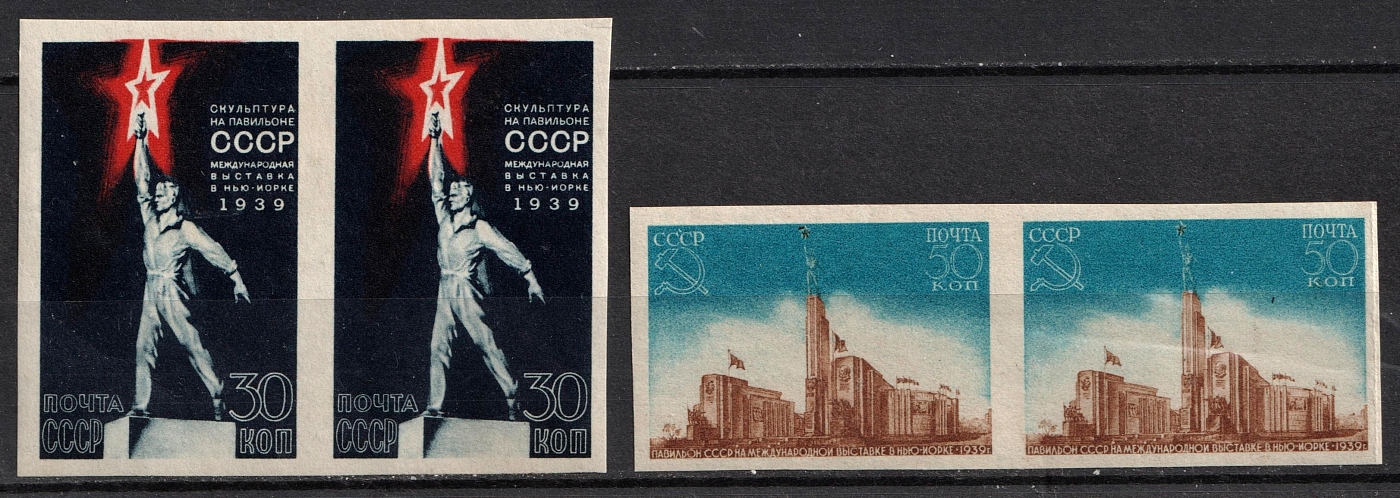 СКУЛЬПТУРА
НА ПАВИЛЬОНЕ
СССР
МЕЖДУНАРОДНАЯ
ВЫСТАВКА
В НЬЮ-ИОРКЕ
1939
ПОЧТА
СССР
30
КОП
СКУЛЬПТУРА
НА ПАВИЛЬОНЕ
СССР
МЕЖДУНАРОДНАЯ
ВЫСТАВКА
В НЬЮ-ИОРКЕ
1939
ПОЧТА
СССР
30
КОП
СССР
ПОЧТА
50
КОП
ПАВИЛЬОН СССР НА МЕЖДУНАРОДНОЙ ВЫСТАВКЕ В НЬЮ-ИОРКЕ·1939г.
СССР
ПОЧТА
50
КОП
ПАВИЛЬОН СССР НА МЕЖДУНАРОДНОЙ ВЫСТАВКЕ В НЬЮ-ИОРКЕ·1939г.